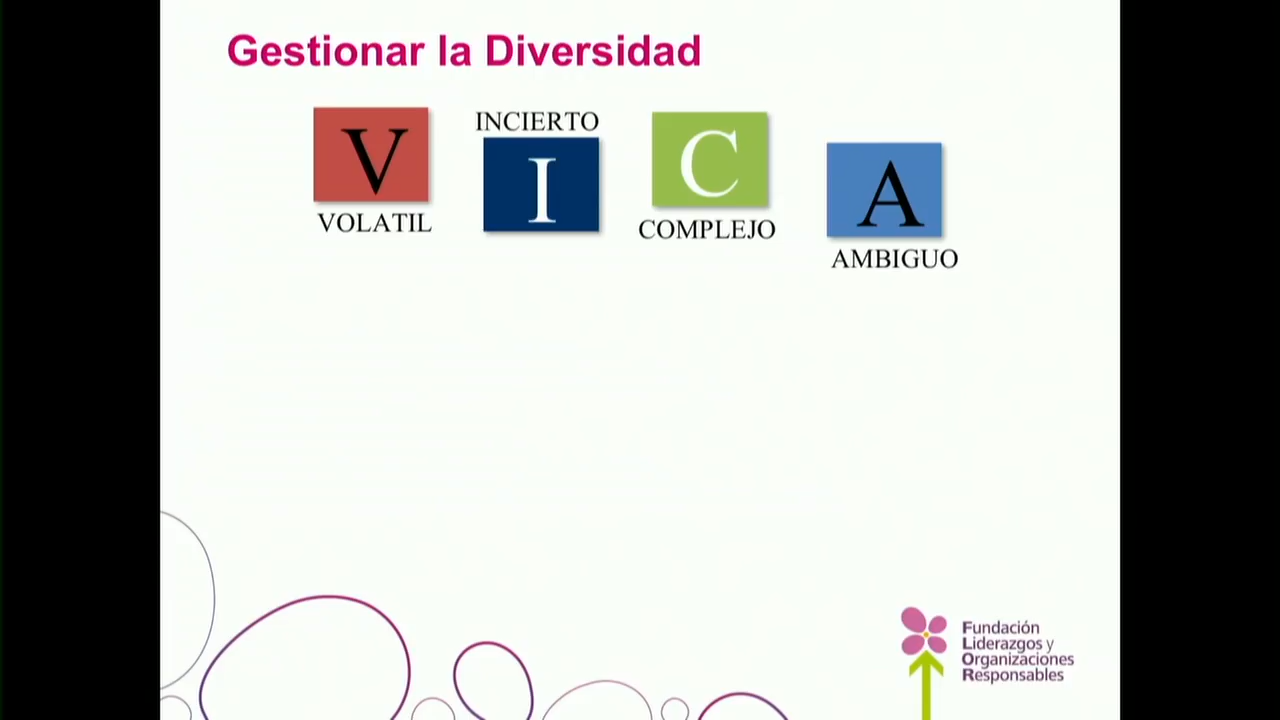 Gestionar la Diversidad
INCIERTO
V
I
C
A
VOLATIL
COMPLEJO
AMBIGUO
Fundación
Liderazgos y
Organizaciones
Responsables